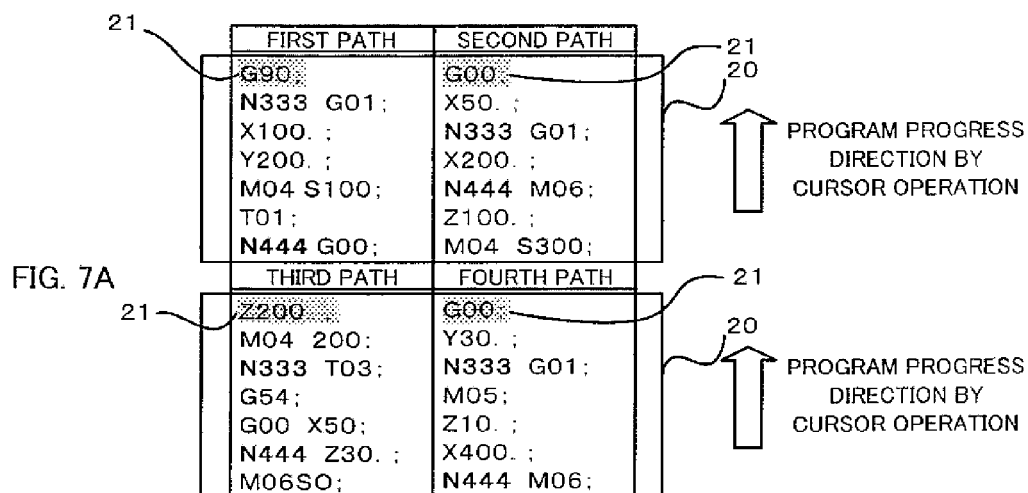 21
FIRST PATH SECOND PATH
21
20
G90; G00;
N333 G01; X50. ;
X100. ; N333 G01;
Y200. ; X200. ;
M04 S100; N444 M06;
T01; Z100. ;
N444 G00; M04 S300;
PROGRAM PROGRESS
DIRECTION BY
CURSOR OPERATION
FIG. 7A
THIRD PATH FOURTH PATH
21
21
20
Z200 ; G00;
M04 200; Y30. ;
N333 T03; N333 G01;
G54; M05;
G00 X50; Z10. ;
N444 Z30. ; X400. ;
M06SO; N444 M06;
PROGRAM PROGRESS
DIRECTION BY
CURSOR OPERATION